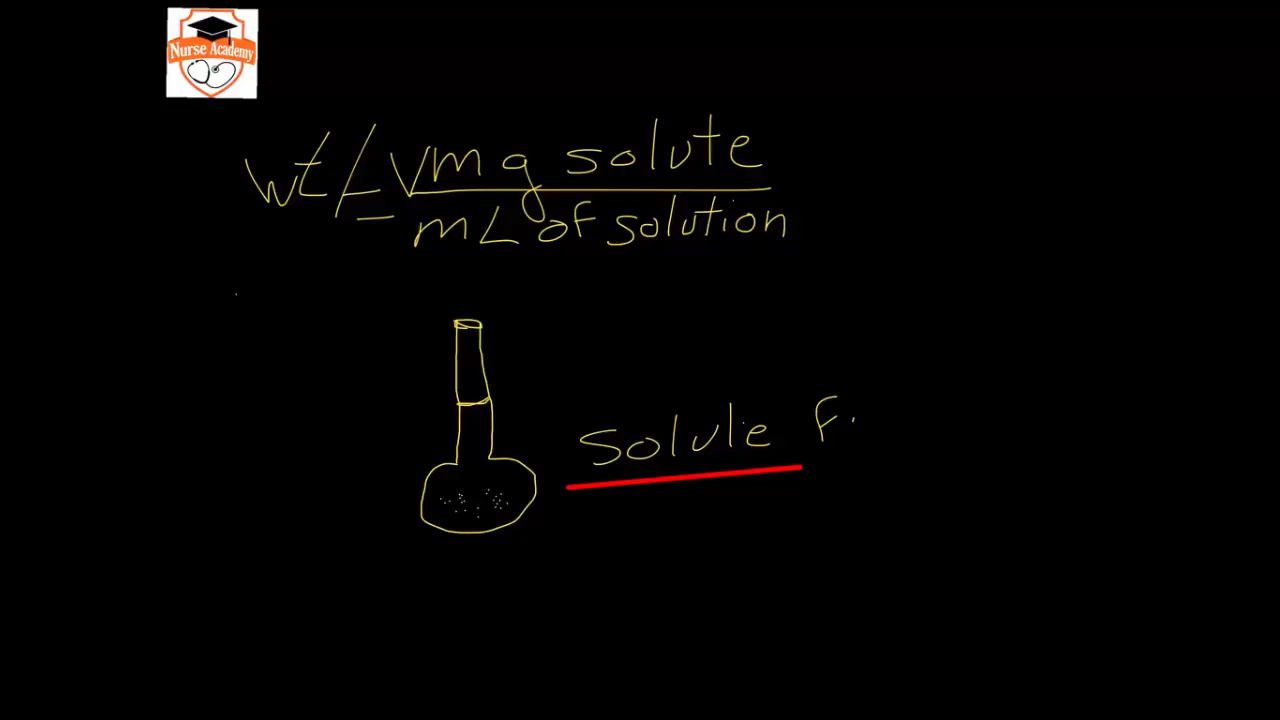 Nurse Academy
wt/V = mg solute
mL of solution
Solute F.